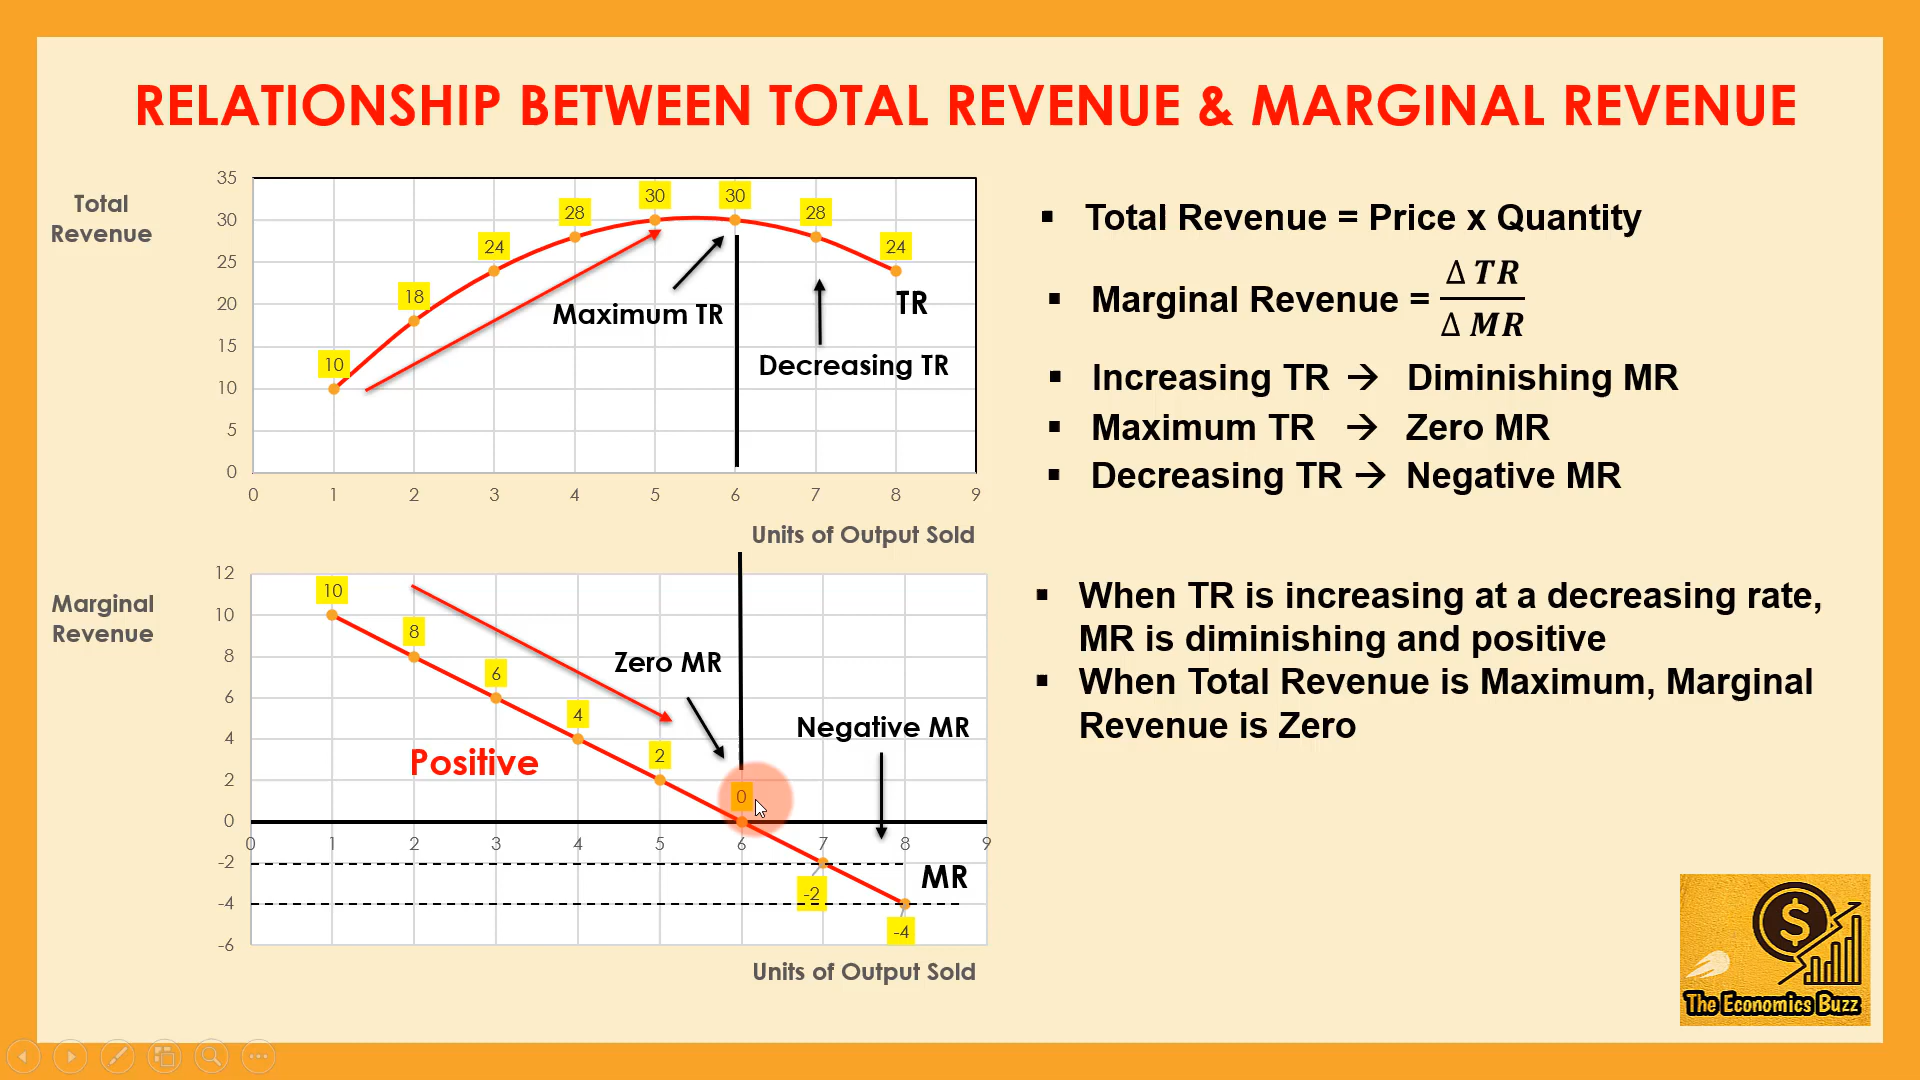 RELATIONSHIP BETWEEN TOTAL REVENUE & MARGINAL REVENUE
Total
Revenue
35
30
25
20
15
10
5
0
10
18
24
28
30
30
28
24
Maximum TR
TR
Decreasing TR
0 1 2 3 4 5 6 7 8 9
Units of Output Sold
Marginal
Revenue
12
10
8
6
4
2
0
-2
-4
-6
10
8
6
4
2
0
-2
-4
Zero MR
Negative MR
Positive
MR
0 1 2 3 4 5 6 7 8 9
Units of Output Sold
▪ Total Revenue = Price x Quantity
▪ Marginal Revenue = Δ TR / Δ MR
▪ Increasing TR → Diminishing MR
▪ Maximum TR → Zero MR
▪ Decreasing TR → Negative MR
▪ When TR is increasing at a decreasing rate,
MR is diminishing and positive
▪ When Total Revenue is Maximum, Marginal
Revenue is Zero
$
The Economics Buzz